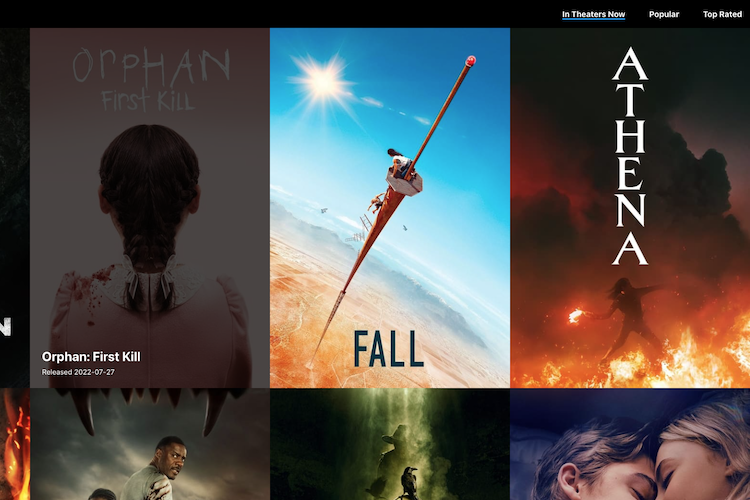 In Theaters Now
Popular
Top Rated
ORPHAN
First Kill
ATHENA
N
FALL
Orphan: First Kill
Released 2022-07-27